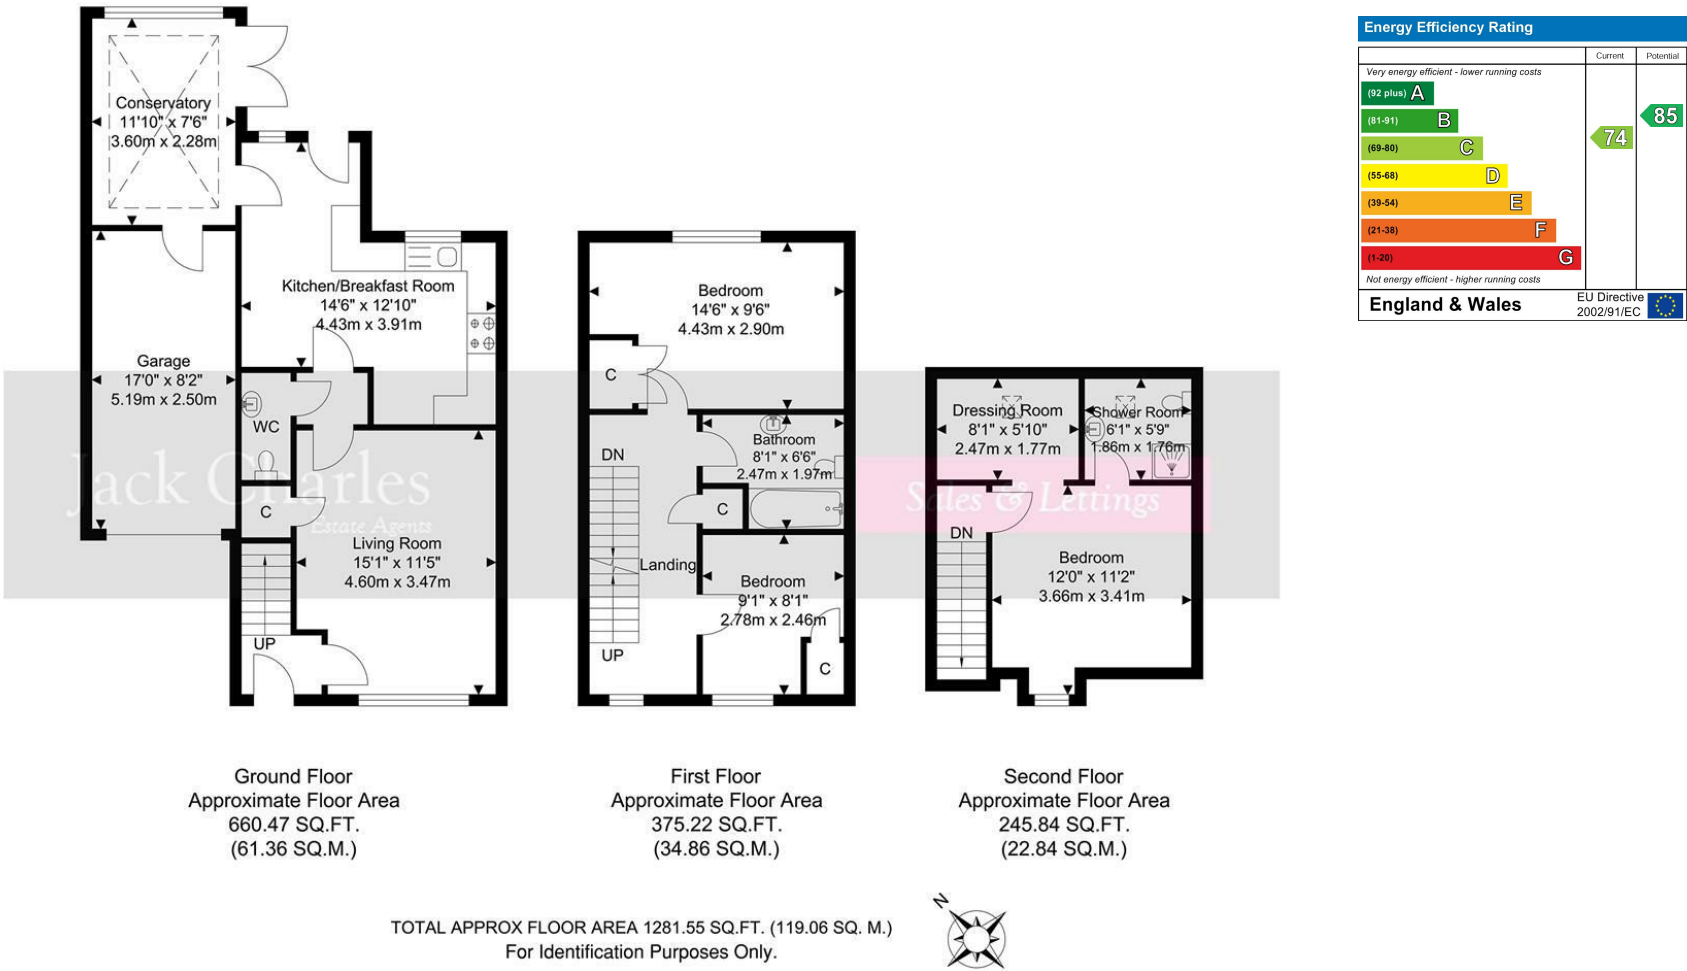 Conservatory
11'10" x 7'6"
3.60m x 2.28m
Kitchen/Breakfast Room
14'6" x 12'10"
4.43m x 3.91m
Garage
17'0" x 8'2"
5.19m x 2.50m
WC
C
Living Room
15'1" x 11'5"
4.60m x 3.47m
UP
Ground Floor
Approximate Floor Area
660.47 SQ.FT.
(61.36 SQ.M.)
Bedroom
14'6" x 9'6"
4.43m x 2.90m
C
DN
Bathroom
8'1" x 6'6"
2.47m x 1.97m
C
Landing
Bedroom
9'1" x 8'1"
2.78m x 2.46m
UP
C
First Floor
Approximate Floor Area
375.22 SQ.FT.
(34.86 SQ.M.)
Dressing Room
8'1" x 5'10"
2.47m x 1.77m
Shower Room
6'1" x 5'9"
1.86m x 1.76m
DN
Bedroom
12'0" x 11'2"
3.66m x 3.41m
Second Floor
Approximate Floor Area
245.84 SQ.FT.
(22.84 SQ.M.)
Jack Charles
Estate Agents
Sales & Lettings
TOTAL APPROX FLOOR AREA 1281.55 SQ.FT. (119.06 SQ. M.)
For Identification Purposes Only.
N
Energy Efficiency Rating
Current Potential
Very energy efficient - lower running costs
(92 plus) A
(81-91) B
(69-80) C
(55-68) D
(39-54) E
(21-38) F
(1-20) G
74
85
Not energy efficient - higher running costs
England & Wales
EU Directive
2002/91/EC